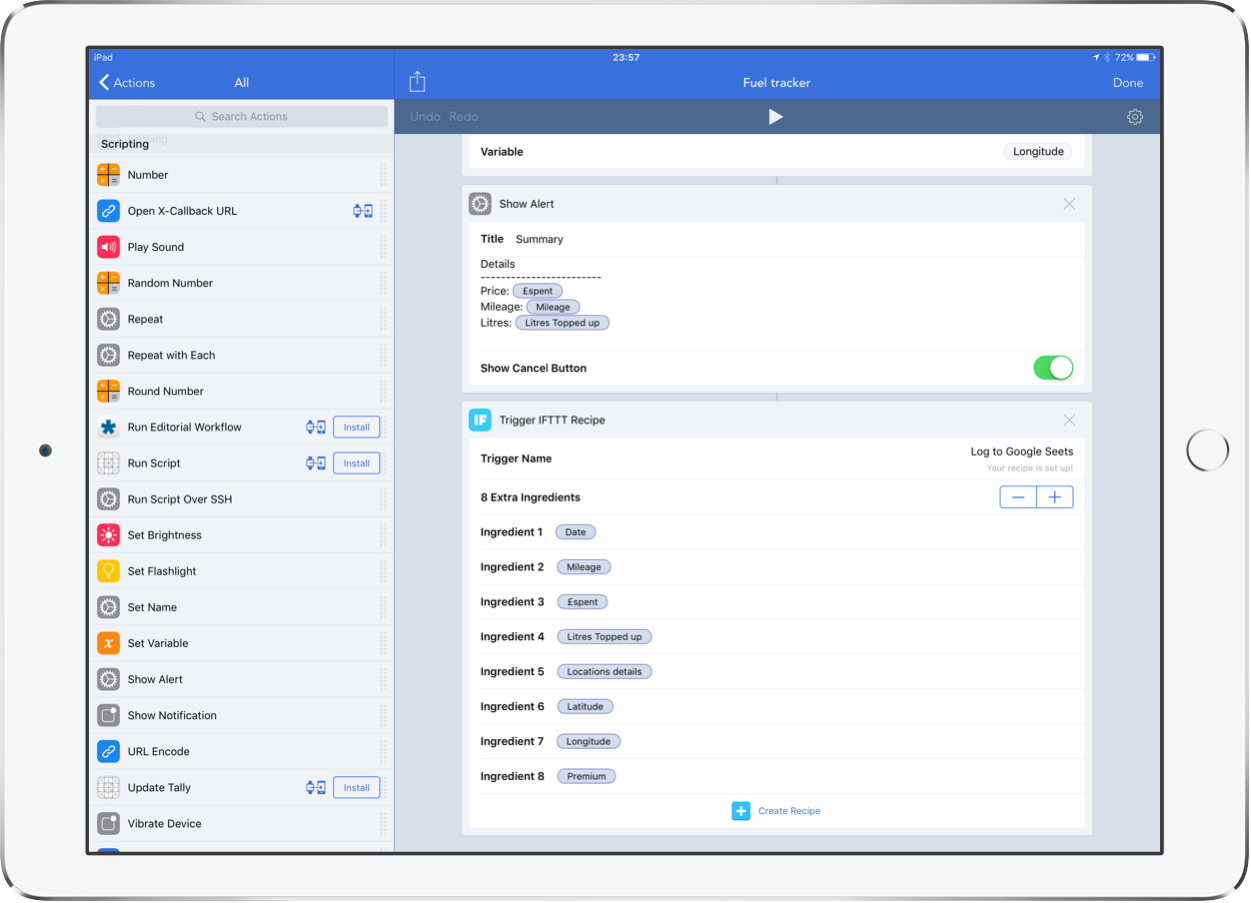 iPad 23:57 72%
Actions All Fuel tracker Done
Search Actions
Undo Redo
Nothing
Scripting
Number
Open X-Callback URL
Play Sound
Random Number
Repeat
Repeat with Each
Round Number
Run Editorial Workflow Install
Run Script Install
Run Script Over SSH
Set Brightness
Set Flashlight
Set Name
Set Variable
Show Alert
Show Notification
URL Encode
Update Tally Install
Vibrate Device
Variable Longitude
Show Alert
Title Summary
Details
------------------------
Price: £spent
Mileage: Mileage
Litres: Litres Topped up
Show Cancel Button
IF Trigger IFTTT Recipe
Trigger Name Log to Google Seets
Your recipe is set up!
8 Extra Ingredients − +
Ingredient 1 Date
Ingredient 2 Mileage
Ingredient 3 £spent
Ingredient 4 Litres Topped up
Ingredient 5 Locations details
Ingredient 6 Latitude
Ingredient 7 Longitude
Ingredient 8 Premium
Create Recipe